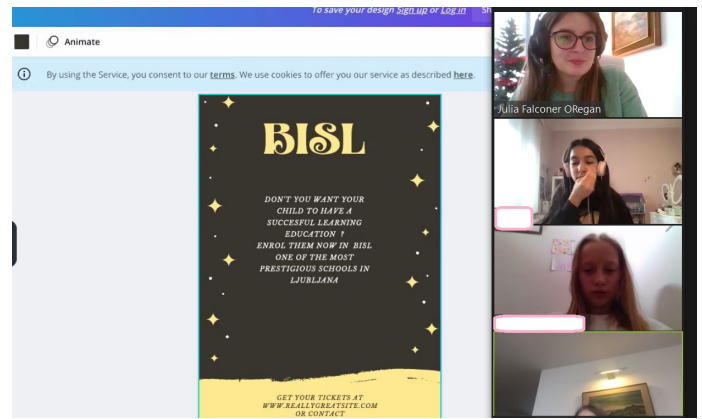 To save your design Sign up or Log in Sh
Animate
By using the Service, you consent to our terms. We use cookies to offer you our service as described here.
BISL
DON'T YOU WANT YOUR
CHILD TO HAVE A
SUCCESFUL LEARNING
EDUCATION ?
ENROL THEM NOW IN BISL
ONE OF THE MOST
PRESTIGIOUS SCHOOLS IN
LJUBLJANA
GET YOUR TICKETS AT
WWW.REALLYGREATSITE.COM
OR CONTACT
Julia Falconer ORegan